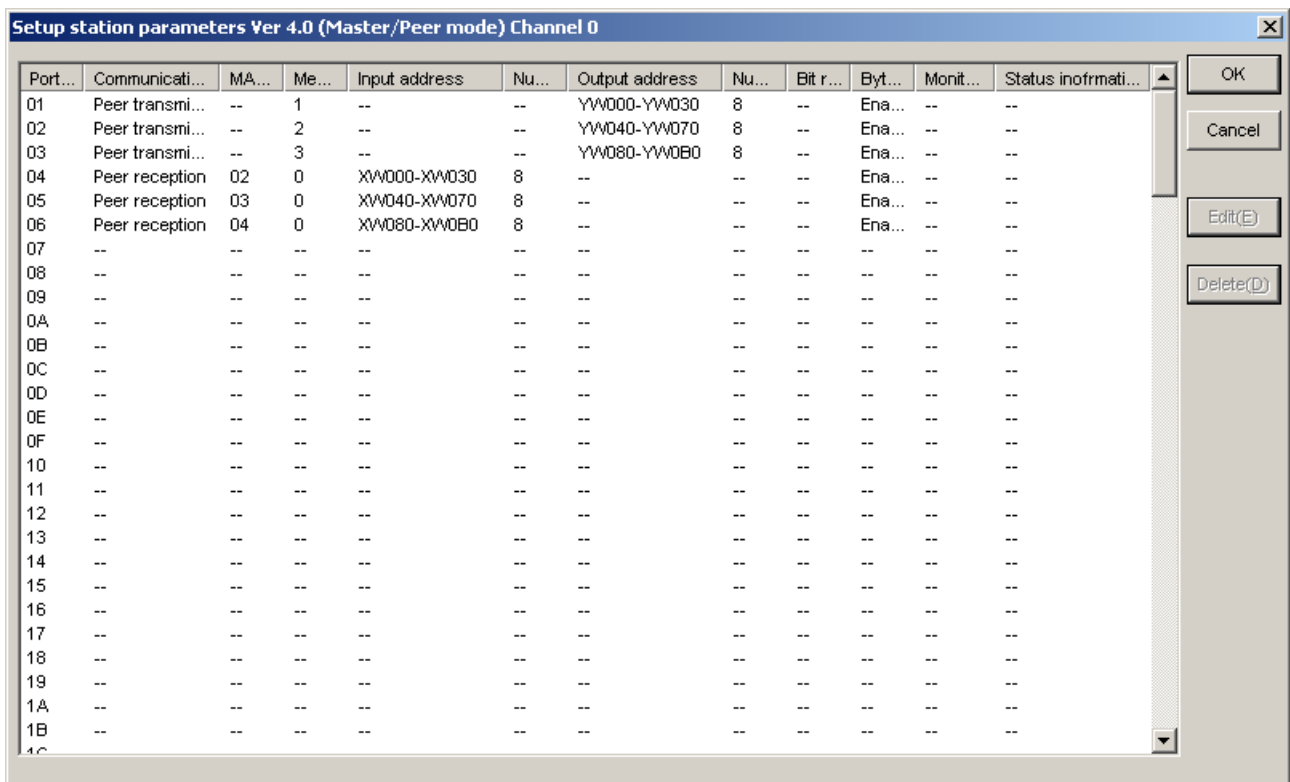 Setup station parameters Ver 4.0 (Master/Peer mode) Channel 0
Port... Communicati... MA... Me... Input address Nu... Output address Nu... Bit r... Byt... Monit... Status inofrmati...
01 Peer transmi... -- 1 -- -- YW000-YW030 8 -- Ena... -- --
02 Peer transmi... -- 2 -- -- YW040-YW070 8 -- Ena... -- --
03 Peer transmi... -- 3 -- -- YW080-YW0B0 8 -- Ena... -- --
04 Peer reception 02 0 XW000-XW030 8 -- -- -- Ena... -- --
05 Peer reception 03 0 XW040-XW070 8 -- -- -- Ena... -- --
06 Peer reception 04 0 XW080-XW0B0 8 -- -- -- Ena... -- --
07 -- -- -- -- -- -- -- -- -- -- --
08 -- -- -- -- -- -- -- -- -- -- --
09 -- -- -- -- -- -- -- -- -- -- --
0A -- -- -- -- -- -- -- -- -- -- --
0B -- -- -- -- -- -- -- -- -- -- --
0C -- -- -- -- -- -- -- -- -- -- --
0D -- -- -- -- -- -- -- -- -- -- --
0E -- -- -- -- -- -- -- -- -- -- --
0F -- -- -- -- -- -- -- -- -- -- --
10 -- -- -- -- -- -- -- -- -- -- --
11 -- -- -- -- -- -- -- -- -- -- --
12 -- -- -- -- -- -- -- -- -- -- --
13 -- -- -- -- -- -- -- -- -- -- --
14 -- -- -- -- -- -- -- -- -- -- --
15 -- -- -- -- -- -- -- -- -- -- --
16 -- -- -- -- -- -- -- -- -- -- --
17 -- -- -- -- -- -- -- -- -- -- --
18 -- -- -- -- -- -- -- -- -- -- --
19 -- -- -- -- -- -- -- -- -- -- --
1A -- -- -- -- -- -- -- -- -- -- --
1B -- -- -- -- -- -- -- -- -- -- --
OK
Cancel
Edit(E)
Delete(D)